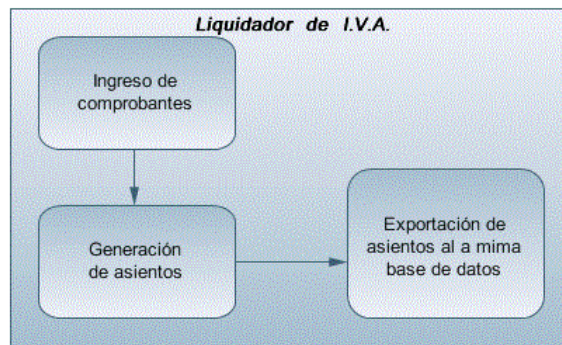 Liquidador de I.V.A.
Ingreso de
comprobantes
Generación
de asientos
Exportación de
asientos al a mima
base de datos